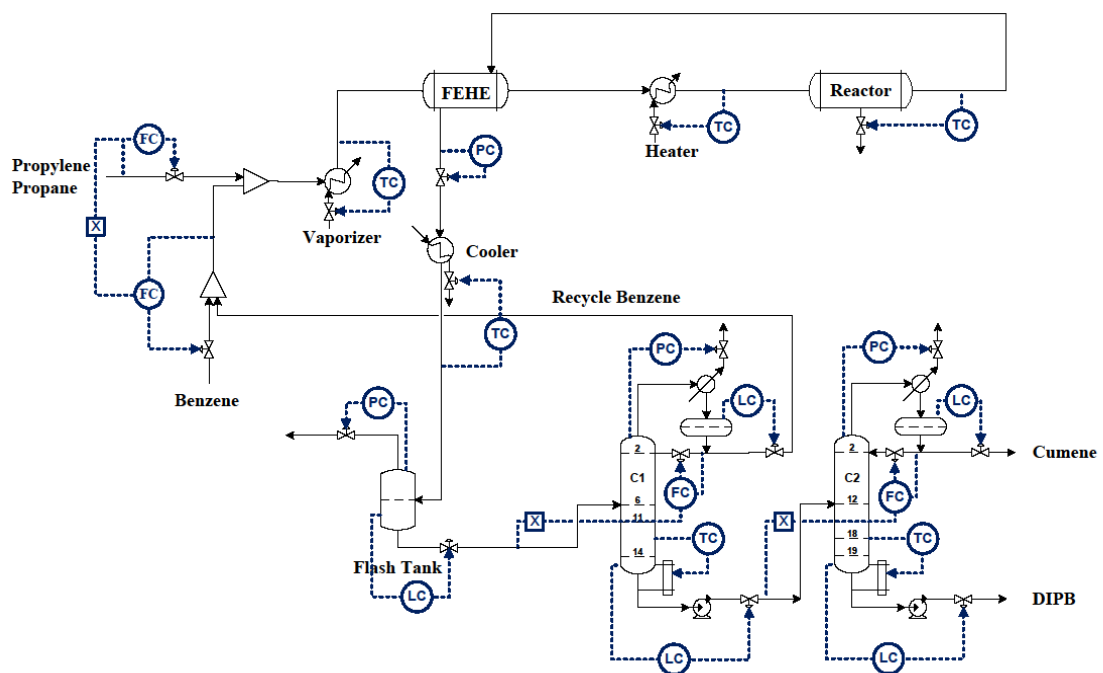 FEHE
Reactor
FC
PC
TC
TC
Heater
Propylene
Propane
TC
X
Vaporizer
Cooler
FC
Recycle Benzene
TC
PC
PC
Benzene
PC
LC
LC
2
2
Cumene
C1
C2
FC
FC
6
12
X
X
11
TC
18
TC
14
19
Flash Tank
LC
DIPB
LC
LC